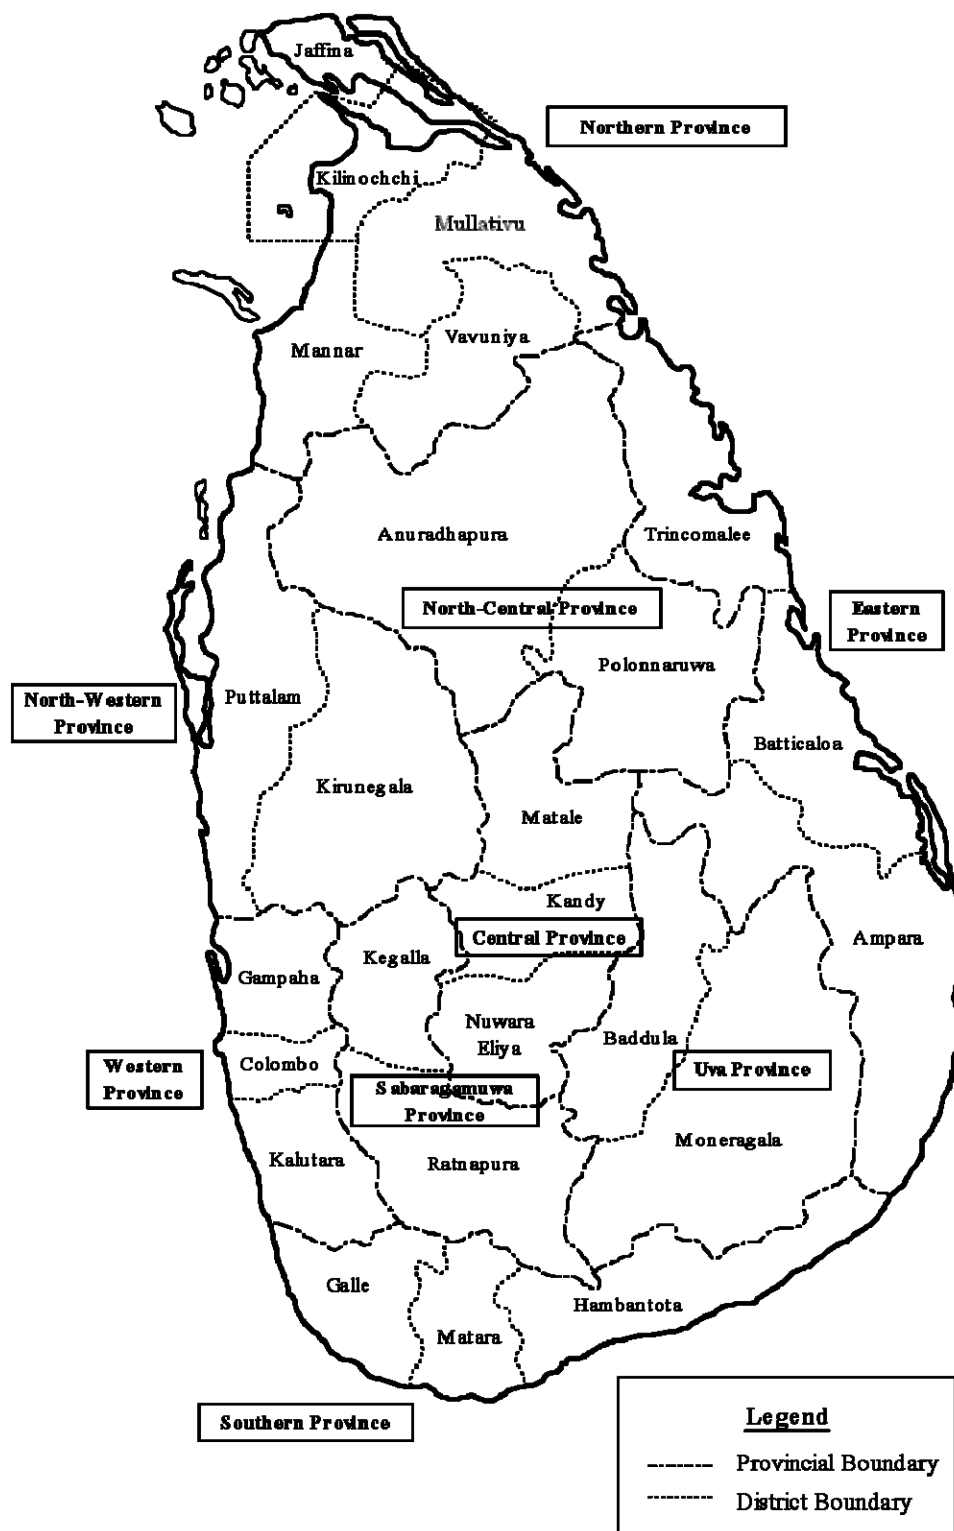 Jaffina
Northern Province
Kilinochchi
Mullativu
Vavuniya
Mannar
Anuradhapura
Trincomalee
North-Central Province
Eastern
Province
Polonnaruwa
North-Western
Province
Puttalam
Batticaloa
Kirunegala
Matale
Kandy
Central Province
Ampara
Kegalla
Gampaha
Nuwara
Eliya
Baddula
Colombo
Western
Province
Uva Province
Sabaragamuwa
Province
Moneragala
Kalutara
Ratnapura
Galle
Hambantota
Matara
Southern Province
Legend
Provincial Boundary
District Boundary